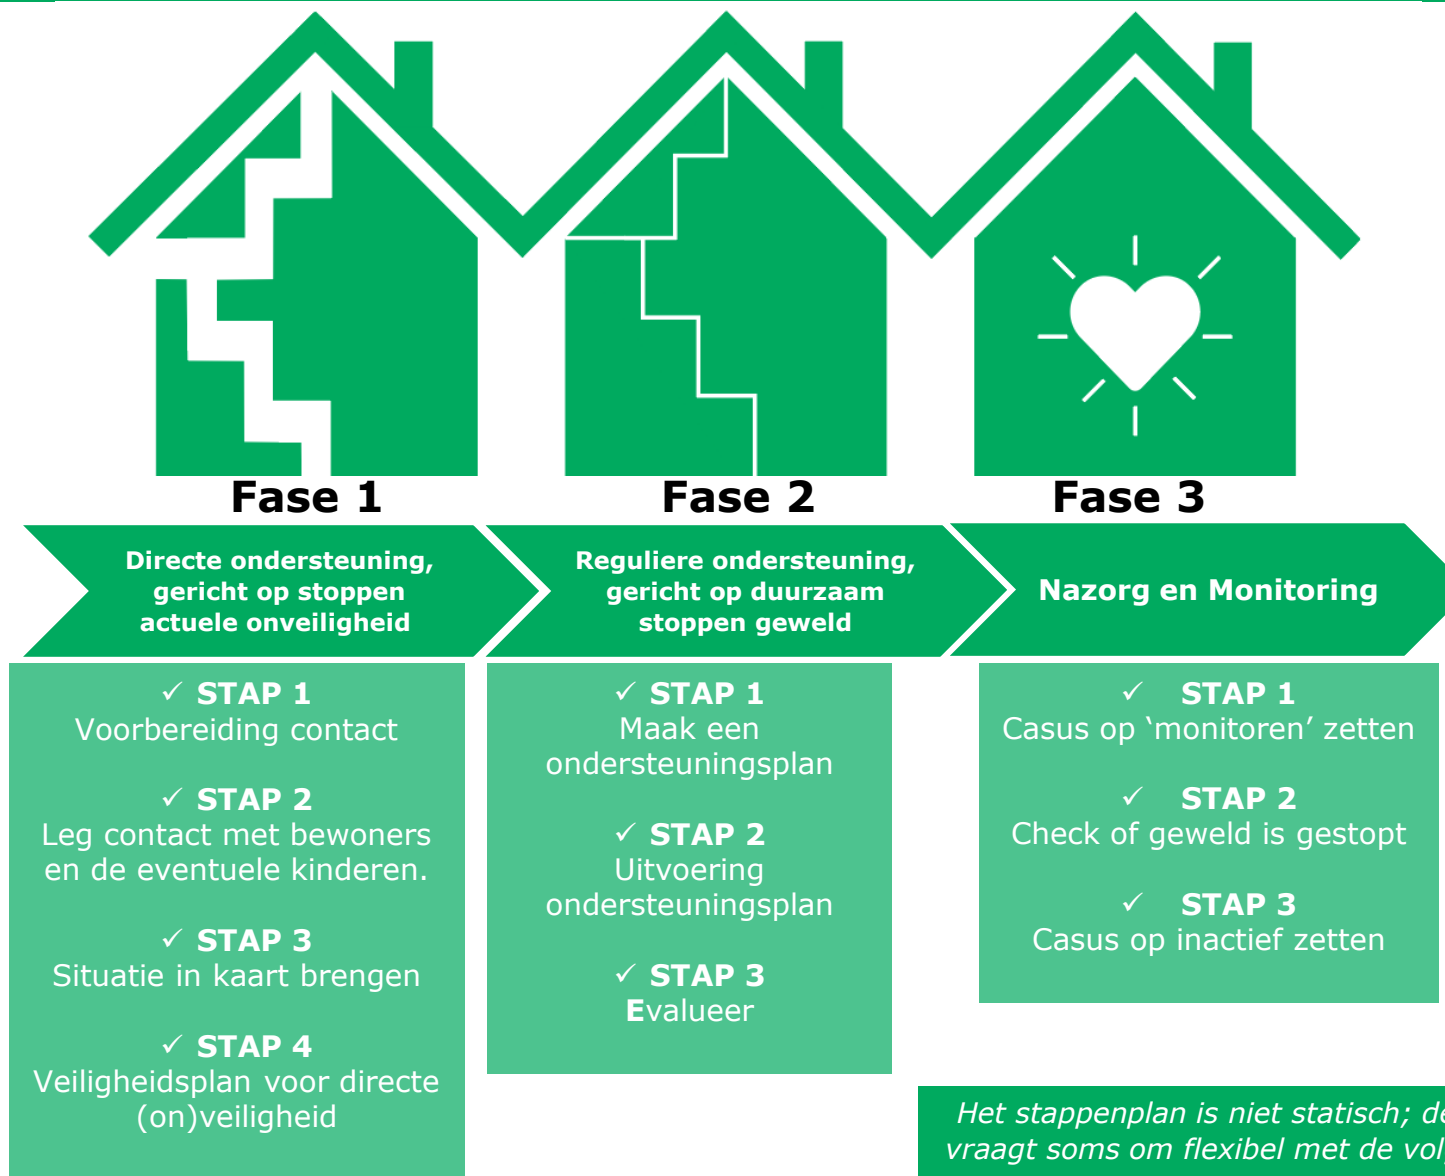 Fase 1
Directe ondersteuning,
gericht op stoppen
actuele onveiligheid
✓ STAP 1
Voorbereiding contact
✓ STAP 2
Leg contact met bewoners
en de eventuele kinderen.
✓ STAP 3
Situatie in kaart brengen
✓ STAP 4
Veiligheidsplan voor directe
(on)veiligheid
Fase 2
Reguliere ondersteuning,
gericht op duurzaam
stoppen geweld
✓ STAP 1
Maak een
ondersteuningsplan
✓ STAP 2
Uitvoering
ondersteuningsplan
✓ STAP 3
Evalueer
Fase 3
Nazorg en Monitoring
✓ STAP 1
Casus op ‘monitoren’ zetten
✓ STAP 2
Check of geweld is gestopt
✓ STAP 3
Casus op inactief zetten
Het stappenplan is niet statisch;
vraagt soms om flexibel met de